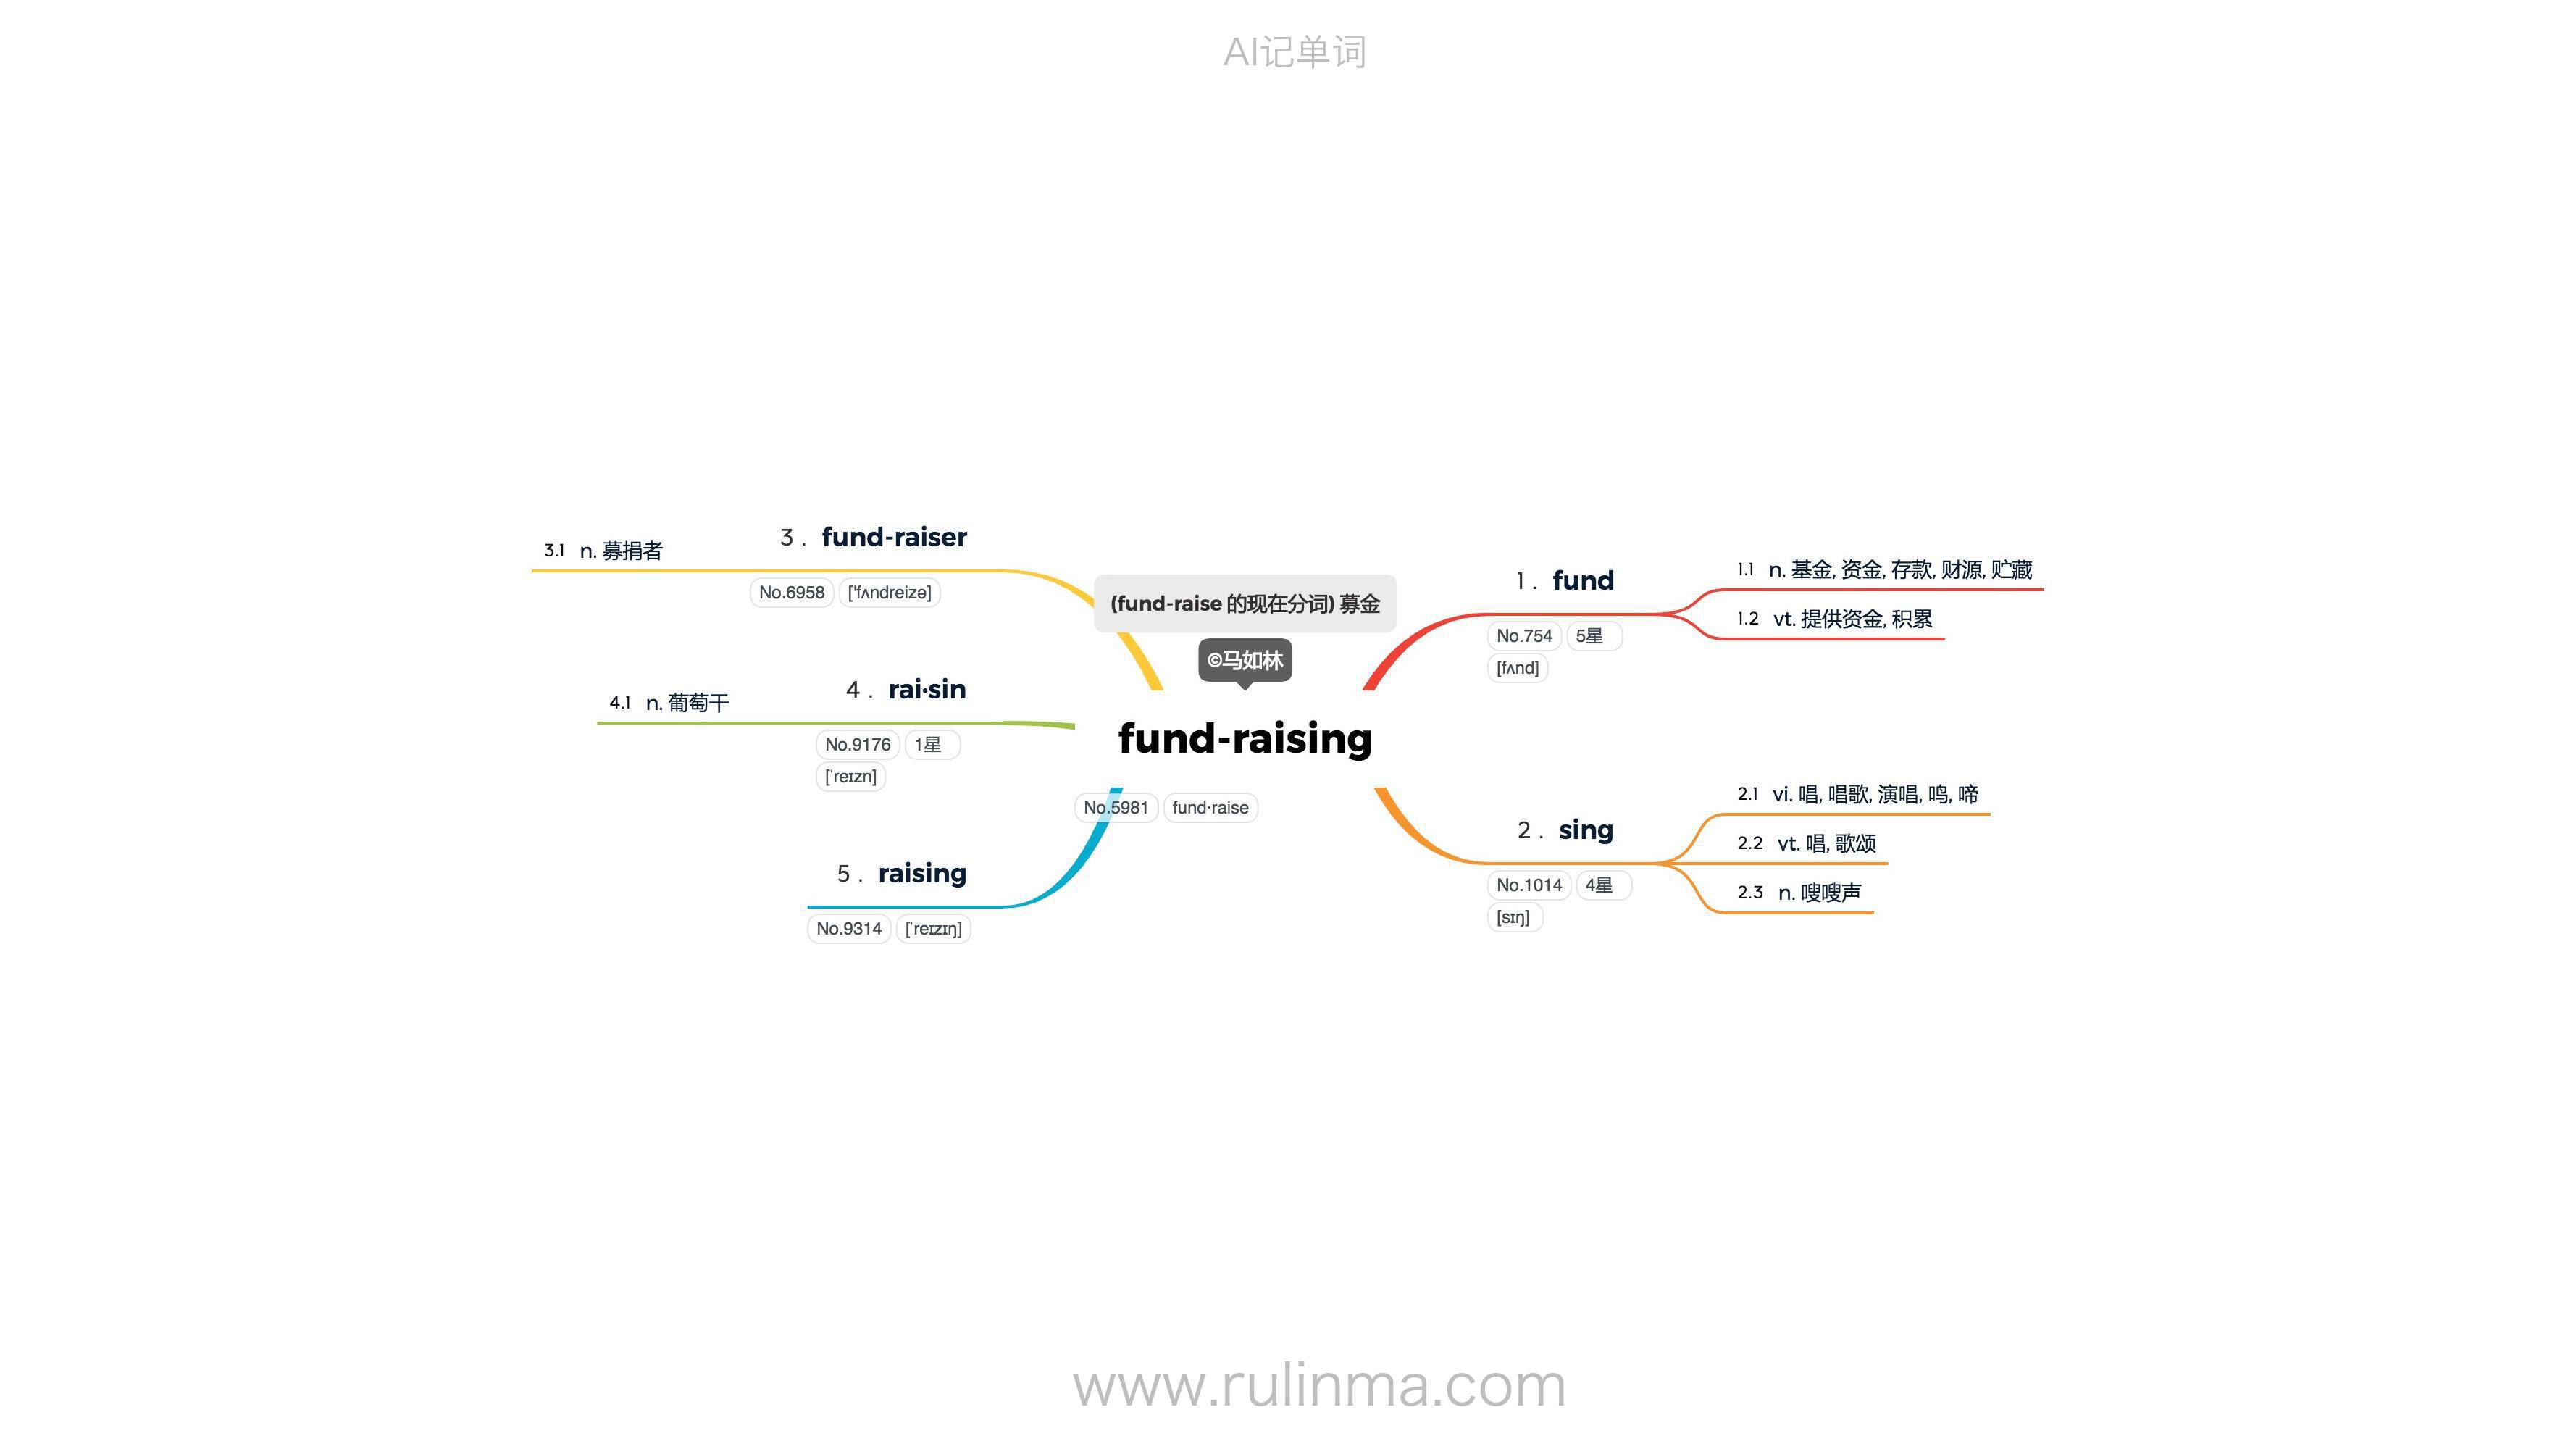 AI记单词
(fund-raise 的现在分词) 募金
©马如林
fund-raising
No.5981 fund·raise
1 . fund
No.754 5星
[fʌnd]
1.1 n. 基金, 资金, 存款, 财源, 贮藏
1.2 vt. 提供资金, 积累
2 . sing
No.1014 4星
[sɪŋ]
2.1 vi. 唱, 唱歌, 演唱, 鸣, 啼
2.2 vt. 唱, 歌颂
2.3 n. 嗖嗖声
3 . fund-raiser
No.6958 ['fʌndreizə]
3.1 n. 募捐者
4 . rai·sin
No.9176 1星
[ˈreɪzn]
4.1 n. 葡萄干
5 . raising
No.9314 [ˈreɪzɪŋ]
www.rulinma.com